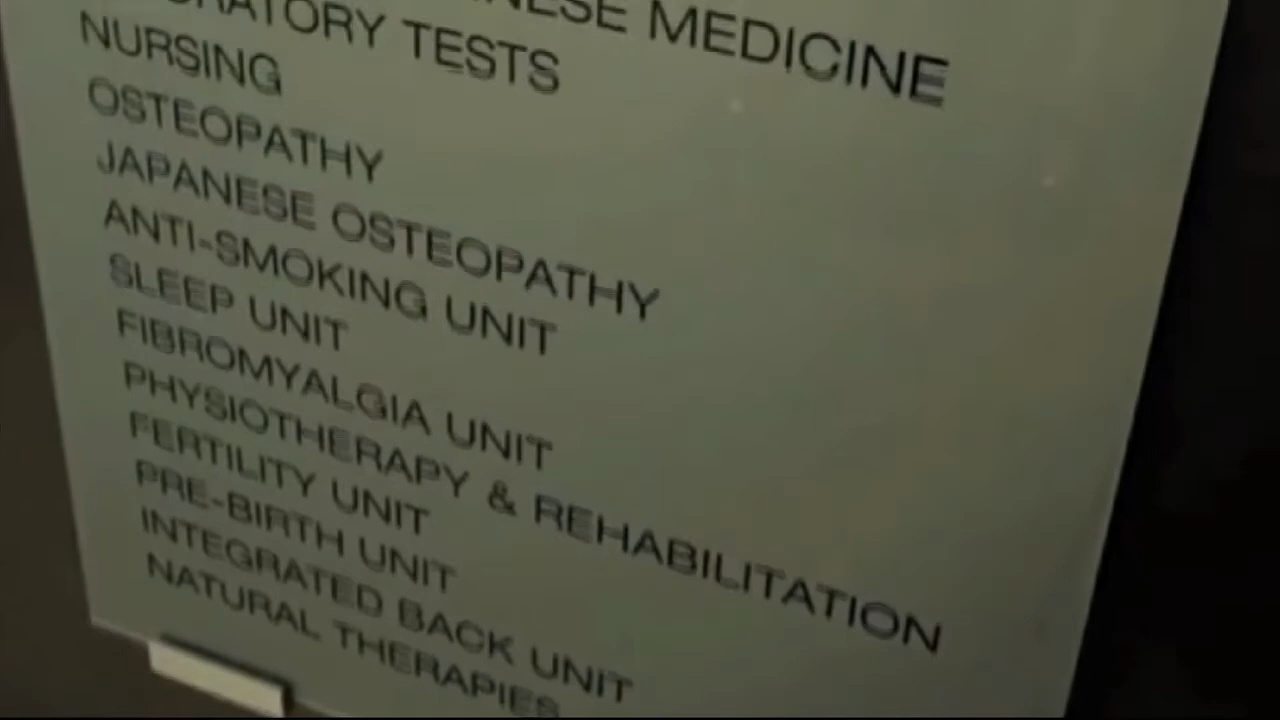 MEDICINE
TESTS
NURSING
OSTEOPATHY
JAPANESE OSTEOPATHY
ANTI-SMOKING UNIT
SLEEP UNIT
FIBROMYALGIA UNIT
PHYSIOTHERAPY & REHABILITATION
FERTILITY UNIT
PRE-BIRTH UNIT
INTEGRATED BACK UNIT
NATURAL THERAPIES